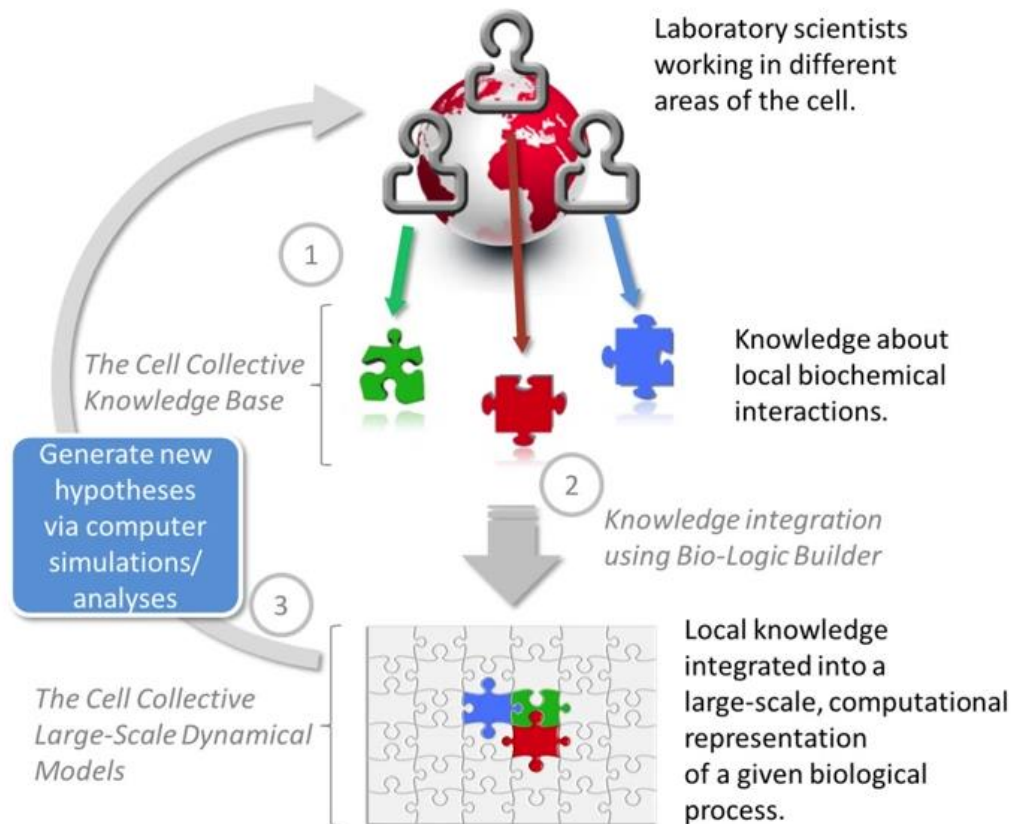 Laboratory scientists
working in different
areas of the cell.
1
The Cell Collective
Knowledge Base
Knowledge about
local biochemical
interactions.
Generate new
hypotheses
via computer
simulations/
analyses
2
Knowledge integration
using Bio-Logic Builder
3
The Cell Collective
Large-Scale Dynamical
Models
Local knowledge
integrated into a
large-scale, computational
representation
of a given biological
process.